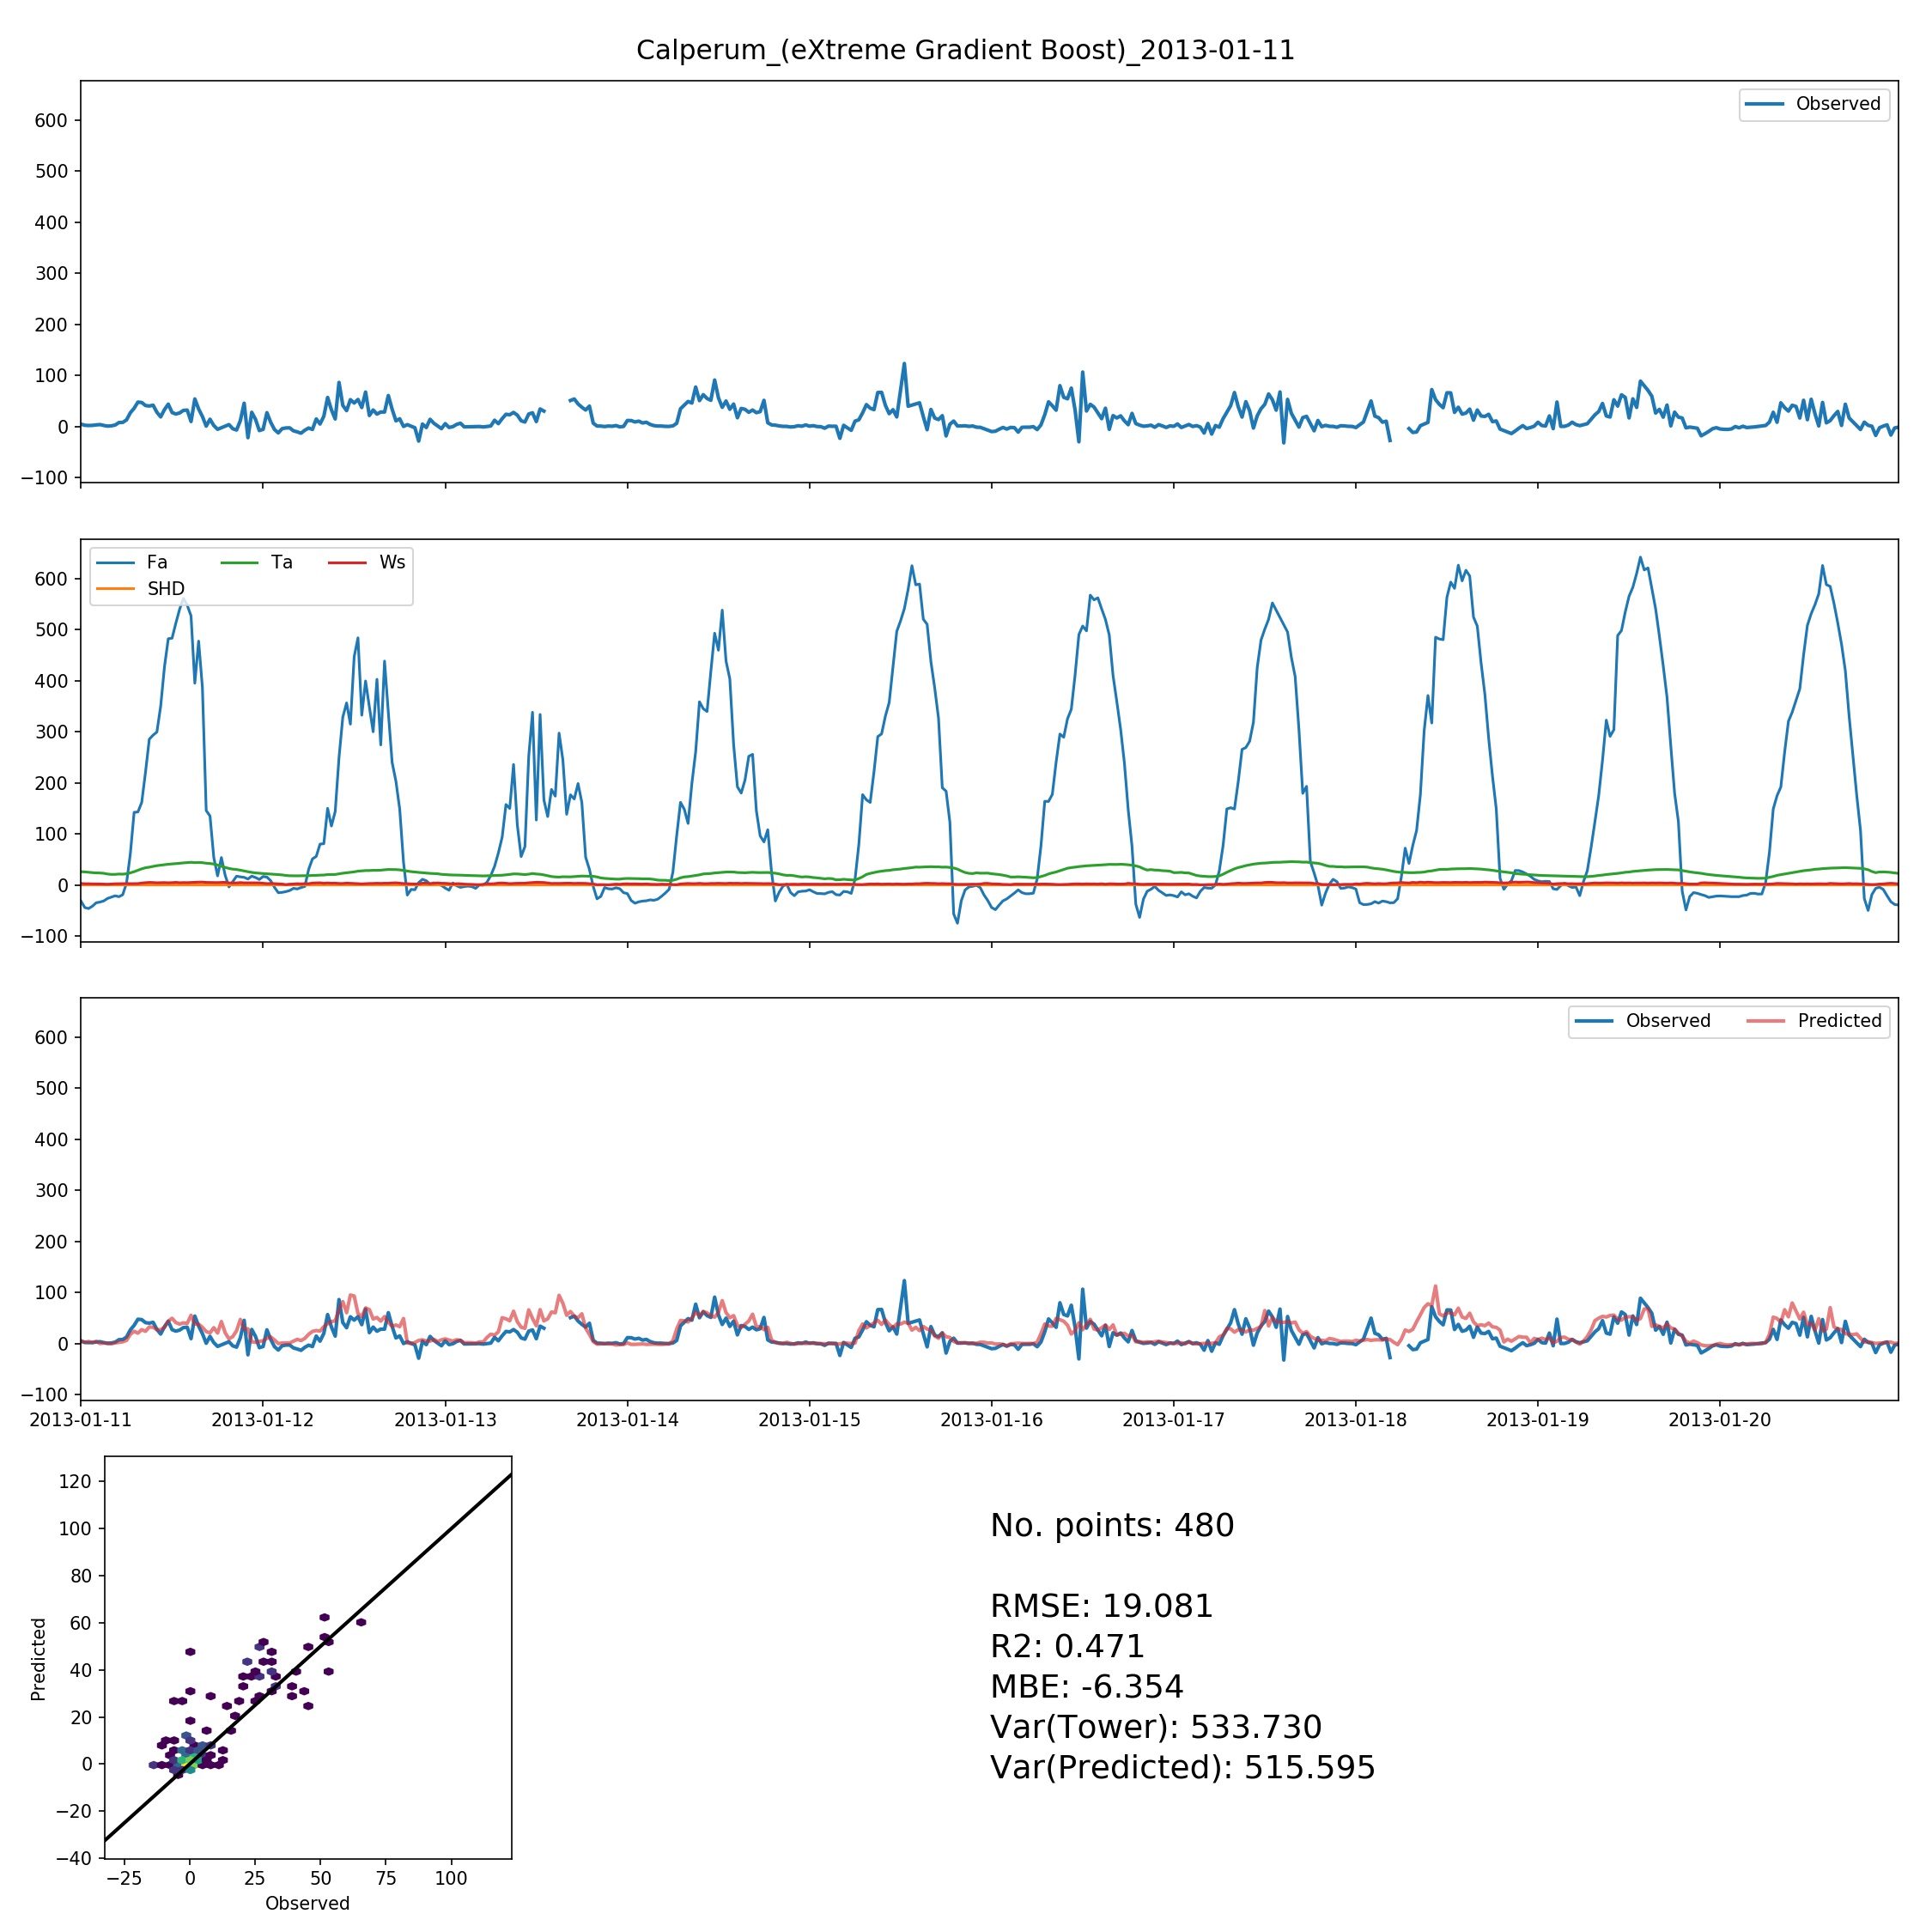 Calperum_(eXtreme Gradient Boost)_2013-01-11
Observed
600
500
400
300
200
100
0
−100
Fa Ta Ws
SHD
600
500
400
300
200
100
0
−100
Observed Predicted
600
500
400
300
200
100
0
−100
2013-01-11 2013-01-12 2013-01-13 2013-01-14 2013-01-15 2013-01-16 2013-01-17 2013-01-18 2013-01-19 2013-01-20
120
100
80
60
40
20
0
−20
−40
Predicted
−25 0 25 50 75 100
Observed
No. points: 480
RMSE: 19.081
R2: 0.471
MBE: -6.354
Var(Tower): 533.730
Var(Predicted): 515.595